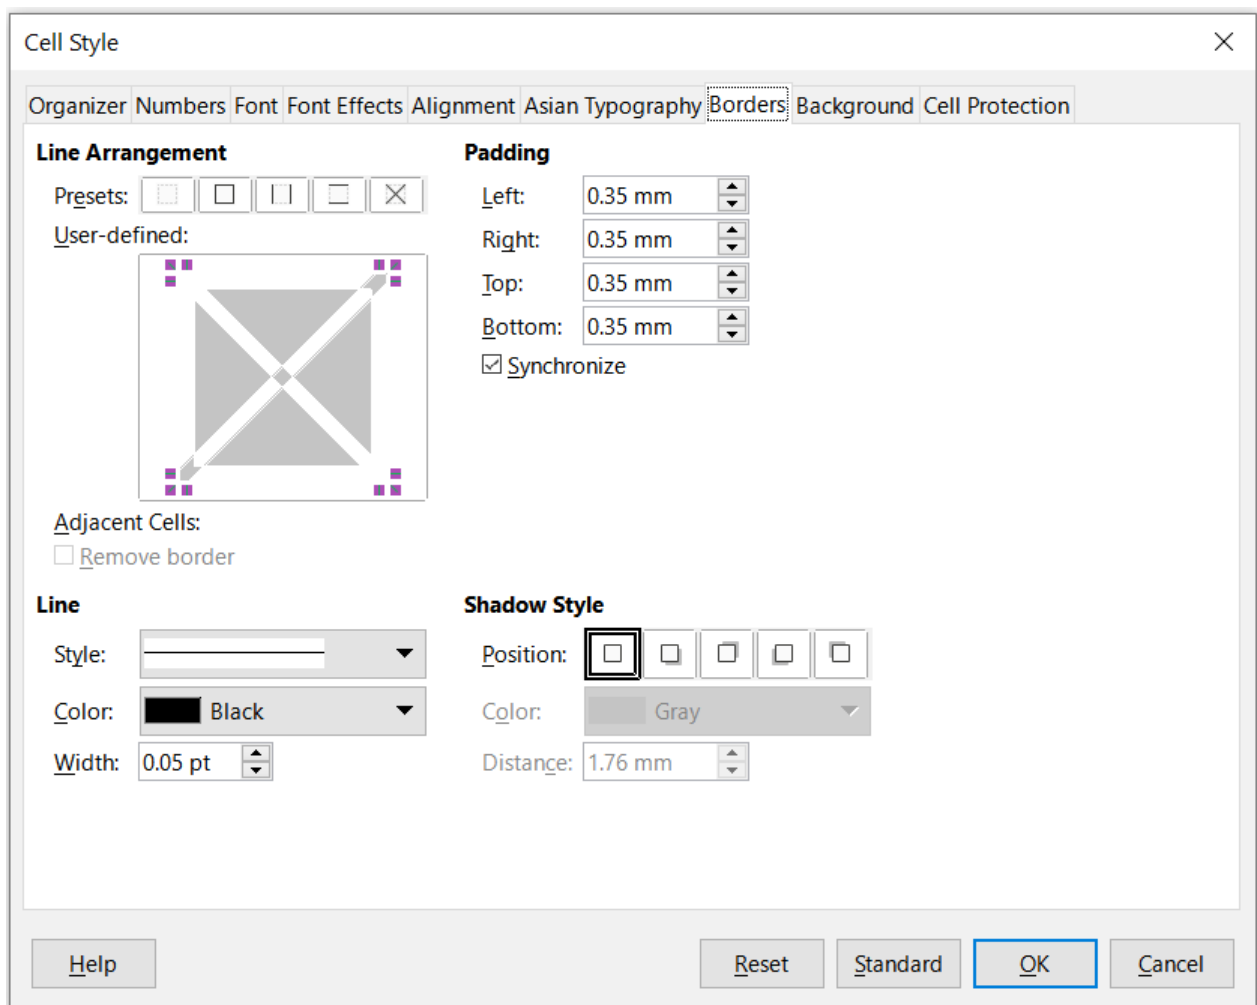 Cell Style
Organizer Numbers Font Font Effects Alignment Asian Typography Borders Background Cell Protection
Line Arrangement
Presets:
User-defined:
Adjacent Cells:
Remove border
Padding
Left: 0.35 mm
Right: 0.35 mm
Top: 0.35 mm
Bottom: 0.35 mm
Synchronize
Line
Style:
Color: Black
Width: 0.05 pt
Shadow Style
Position:
Color: Gray
Distance: 1.76 mm
Help Reset Standard OK Cancel